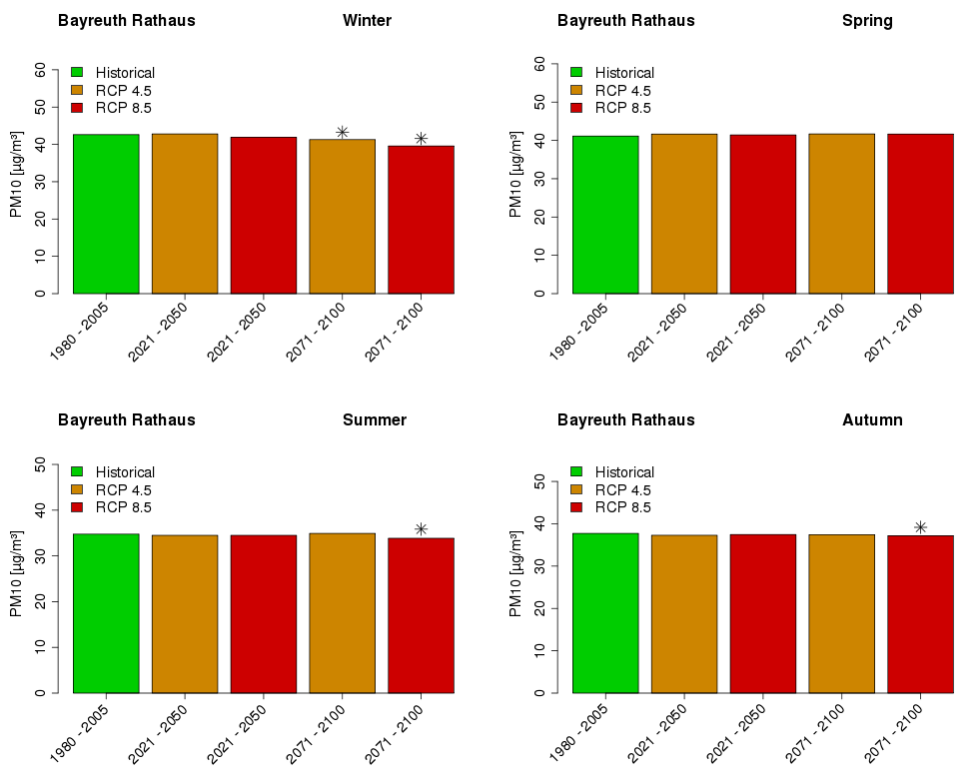 Bayreuth Rathaus Winter
60
50
40
30
20
10
0
PM10 [µg/m³]
Historical
RCP 4.5
RCP 8.5
*
*
1980 - 2005
2021 - 2050
2021 - 2050
2071 - 2100
2071 - 2100
Bayreuth Rathaus Spring
60
50
40
30
20
10
0
PM10 [µg/m³]
Historical
RCP 4.5
RCP 8.5
1980 - 2005
2021 - 2050
2021 - 2050
2071 - 2100
2071 - 2100
Bayreuth Rathaus Summer
50
40
30
20
10
0
PM10 [µg/m³]
Historical
RCP 4.5
RCP 8.5
*
1980 - 2005
2021 - 2050
2021 - 2050
2071 - 2100
2071 - 2100
Bayreuth Rathaus Autumn
50
40
30
20
10
0
PM10 [µg/m³]
Historical
RCP 4.5
RCP 8.5
*
1980 - 2005
2021 - 2050
2021 - 2050
2071 - 2100
2071 - 2100